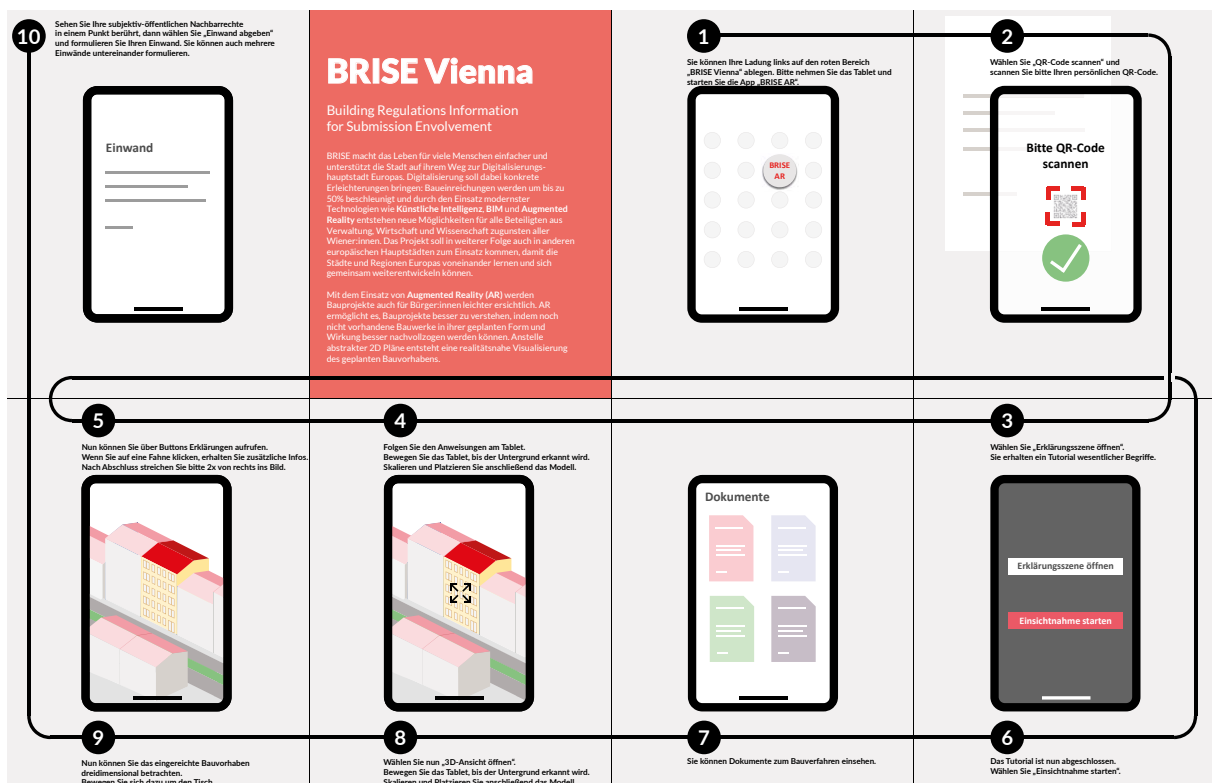 10
Sehen Sie Ihre subjektiv-öffentlichen Nachbarrechte
in einem Punkt berührt, dann wählen Sie „Einwand abgeben“
und formulieren Sie Ihren Einwand. Sie können auch mehrere
Einwände untereinander formulieren.
Einwand
BRISE Vienna
Building Regulations Information
for Submission Envolvement
BRISE macht das Leben für viele Menschen einfacher und
unterstützt die Stadt auf ihrem Weg zur Digitalisierungs-
hauptstadt Europas. Digitalisierung soll dabei konkrete
Erleichterungen bringen: Baueinreichungen werden um bis zu
50% beschleunigt und durch den Einsatz modernster
Technologien wie Künstliche Intelligenz, BIM und Augmented
Reality entstehen neue Möglichkeiten für alle Beteiligten aus
Verwaltung, Wirtschaft und Wissenschaft zugunsten aller
Wiener:innen. Das Projekt soll in weiterer Folge auch in anderen
europäischen Hauptstädten zum Einsatz kommen, damit die
Städte und Regionen Europas voneinander lernen und sich
gemeinsam weiterentwickeln können.
Mit dem Einsatz von Augmented Reality (AR) werden
Bauprojekte auch für Bürger:innen leichter ersichtlich. AR
ermöglicht es, Bauprojekte besser zu verstehen, indem noch
nicht vorhandene Bauwerke in ihrer geplanten Form und
Wirkung besser nachvollzogen werden können. Anstelle
abstrakter 2D Pläne entsteht eine realitätsnahe Visualisierung
des geplanten Bauvorhabens.
1
Sie können Ihre Ladung links auf den roten Bereich
„BRISE Vienna“ ablegen. Bitte nehmen Sie das Tablet und
starten Sie die App „BRISE AR“.
BRISE
AR
2
Wählen Sie „QR-Code scannen“ und
scannen Sie bitte Ihren persönlichen QR-Code.
Bitte QR-Code
scannen
5
Nun können Sie über Buttons Erklärungen aufrufen.
Wenn Sie auf eine Fahne klicken, erhalten Sie zusätzliche Infos.
Nach Abschluss streichen Sie bitte 2x von rechts ins Bild.
4
Folgen Sie den Anweisungen am Tablet.
Bewegen Sie das Tablet, bis der Untergrund erkannt wird.
Skalieren und Platzieren Sie anschließend das Modell.
Dokumente
3
Wählen Sie „Erklärungsszene öffnen“.
Sie erhalten ein Tutorial wesentlicher Begriffe.
Erklärungsszene öffnen
Einsichtnahme starten
9
Nun können Sie das eingereichte Bauvorhaben
dreidimensional betrachten.
Bewegen Sie sich dazu um den Tisch.
8
Wählen Sie nun „3D-Ansicht öffnen“.
Bewegen Sie das Tablet, bis der Untergrund erkannt wird.
Skalieren und Platzieren Sie anschließend das Modell.
7
Sie können Dokumente zum Bauverfahren einsehen.
6
Das Tutorial ist nun abgeschlossen.
Wählen Sie „Einsichtnahme starten“.